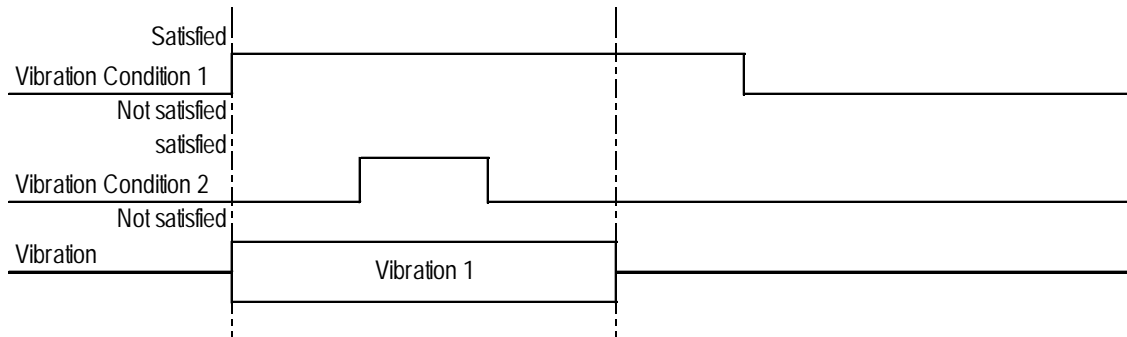 Satisfied
Vibration Condition 1
Not satisfied
satisfied
Vibration Condition 2
Not satisfied
Vibration
Vibration 1